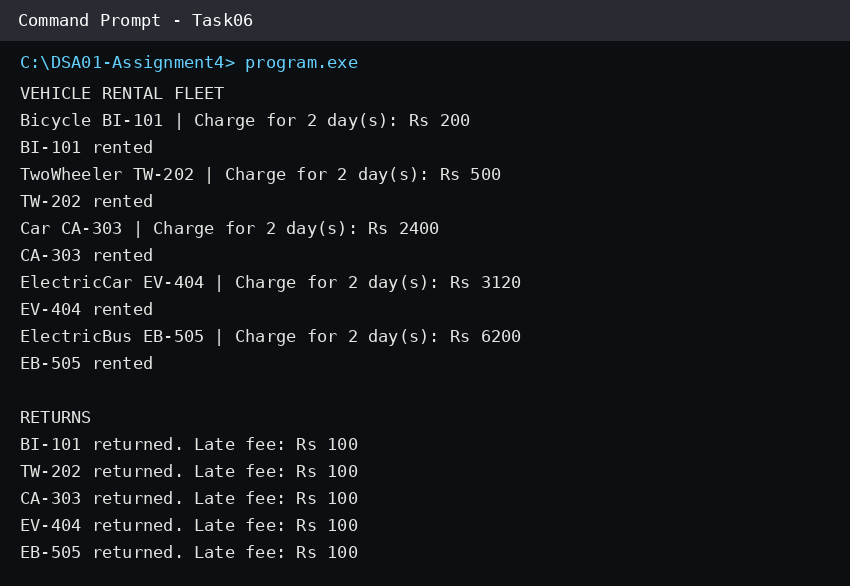 Command Prompt - Task06
C:\DSA01-Assignment4> program.exe
VEHICLE RENTAL FLEET
Bicycle BI-101 | Charge for 2 day(s): Rs 200
BI-101 rented
TwoWheeler TW-202 | Charge for 2 day(s): Rs 500
TW-202 rented
Car CA-303 | Charge for 2 day(s): Rs 2400
CA-303 rented
ElectricCar EV-404 | Charge for 2 day(s): Rs 3120
EV-404 rented
ElectricBus EB-505 | Charge for 2 day(s): Rs 6200
EB-505 rented
RETURNS
BI-101 returned. Late fee: Rs 100
TW-202 returned. Late fee: Rs 100
CA-303 returned. Late fee: Rs 100
EV-404 returned. Late fee: Rs 100
EB-505 returned. Late fee: Rs 100